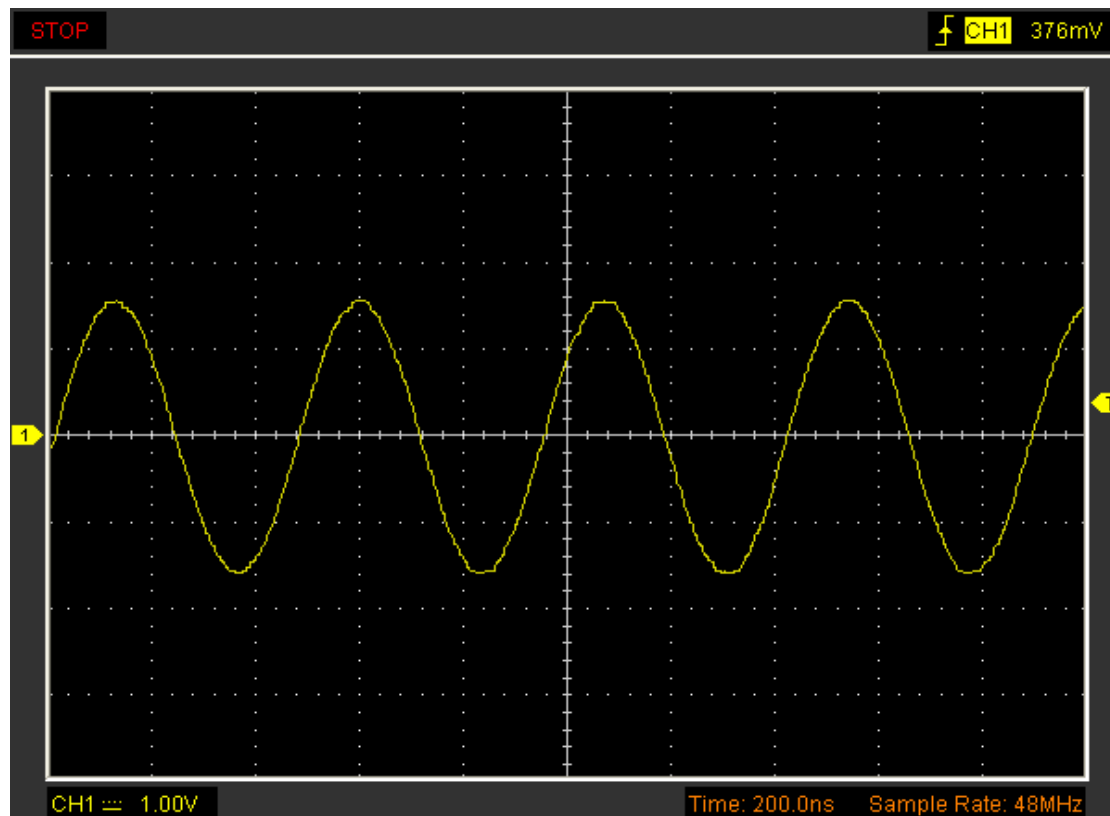 STOP
CH1 376mV
1
T
CH1 1.00V
Time: 200.0ns Sample Rate: 48MHz